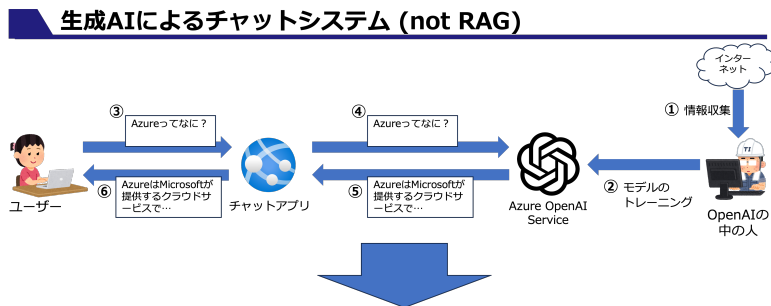 生成AIによるチャットシステム (not RAG)
インター
ネット
① 情報収集
③
Azureってなに？
④
Azureってなに？
⑥
AzureはMicrosoftが
提供するクラウドサ
ービスで…
⑤
AzureはMicrosoftが
提供するクラウドサ
ービスで…
② モデルの
トレーニング
ユーザー
チャットアプリ
Azure OpenAI
Service
TI
OpenAIの
中の人